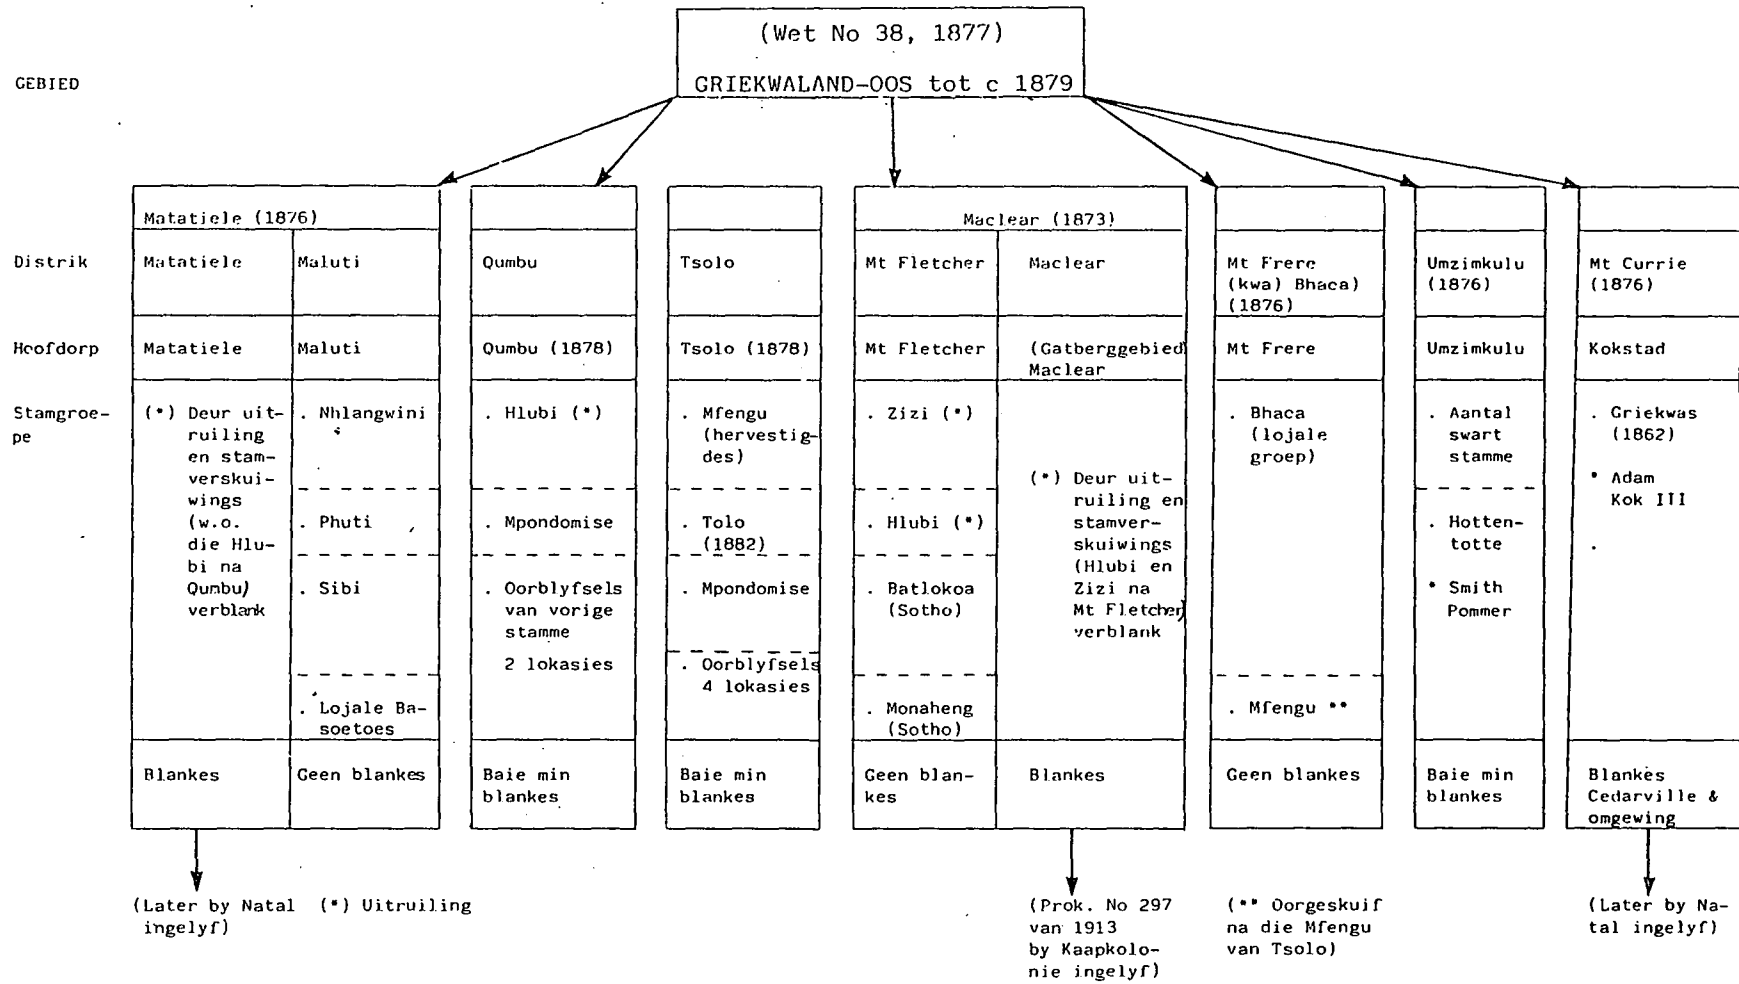 (Wet No 38, 1877)
GRIEKWALAND-OOS tot c 1879
GEBIED
Matatiele (1876)
Maclear (1873)
Distrik
Matatiele
Maluti
Qumbu
Tsolo
Mt Fletcher
Maclear
Mt Frere
(kwa) Bhaca)
(1876)
Umzimkulu
(1876)
Mt Currie
(1876)
Hoofdorp
Matatiele
Maluti
Qumbu (1878)
Tsolo (1878)
Mt Fletcher
(Gatberggebied)
Maclear
Mt Frere
Umzimkulu
Kokstad
Stamgroe-
pe
(*) Deur uit-
ruiling
en stam-
verskui-
wings
(w.o.
die Hlu-
bi na
Qumbu)
verblank
. Nhlangwini
. Phuti
. Sibi
. Lojale Ba-
soetoes
. Hlubi (*)
. Mpondomise
. Oorblyfsels
van vorige
stamme
2 lokasies
. Mfengu
(hervestig-
des)
. Tolo
(1882)
. Mpondomise
. Oorblyfsels
4 lokasies
. Zizi (*)
. Hlubi (*)
. Batlokoa
(Sotho)
. Monaheng
(Sotho)
(*) Deur uit-
ruiling en
stamver-
skuiwings
(Hlubi en
Zizi na
Mt Fletcher)
verblank
. Bhaca
(lojale
groep)
. Mfengu **
. Aantal
swart
stamme
. Hotten-
totte
* Smith
Pommer
. Griekwas
(1862)
* Adam
Kok III
.
Blankes
Geen blankes
Baie min
blankes
Baie min
blankes
Geen blan-
kes
Blankes
Geen blankes
Baie min
blankes
Blankes
Cedarville &
omgewing
(Later by Natal
ingelyf)
(*) Uitruiling
(Prok. No 297
van 1913
by Kaapkolo-
nie ingelyf)
(** Oorgeskuif
na die Mfengu
van Tsolo)
(Later by Na-
tal ingelyf)